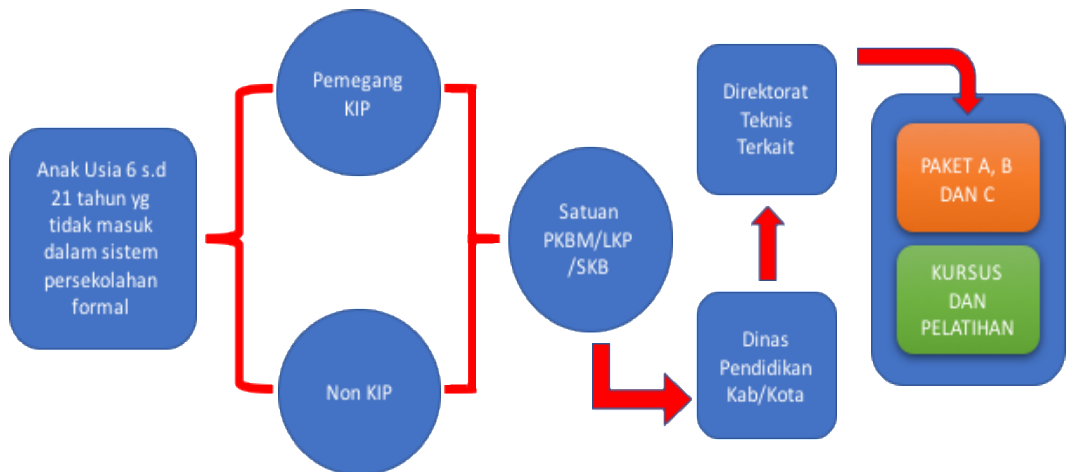 Anak Usia 6 s.d
21 tahun yg
tidak masuk
dalam sistem
persekolahan
formal
Pemegang
KIP
Non KIP
Satuan
PKBM/LKP
/SKB
Dinas
Pendidikan
Kab/Kota
Direktorat
Teknis
Terkait
PAKET A, B
DAN C
KURSUS
DAN
PELATIHAN